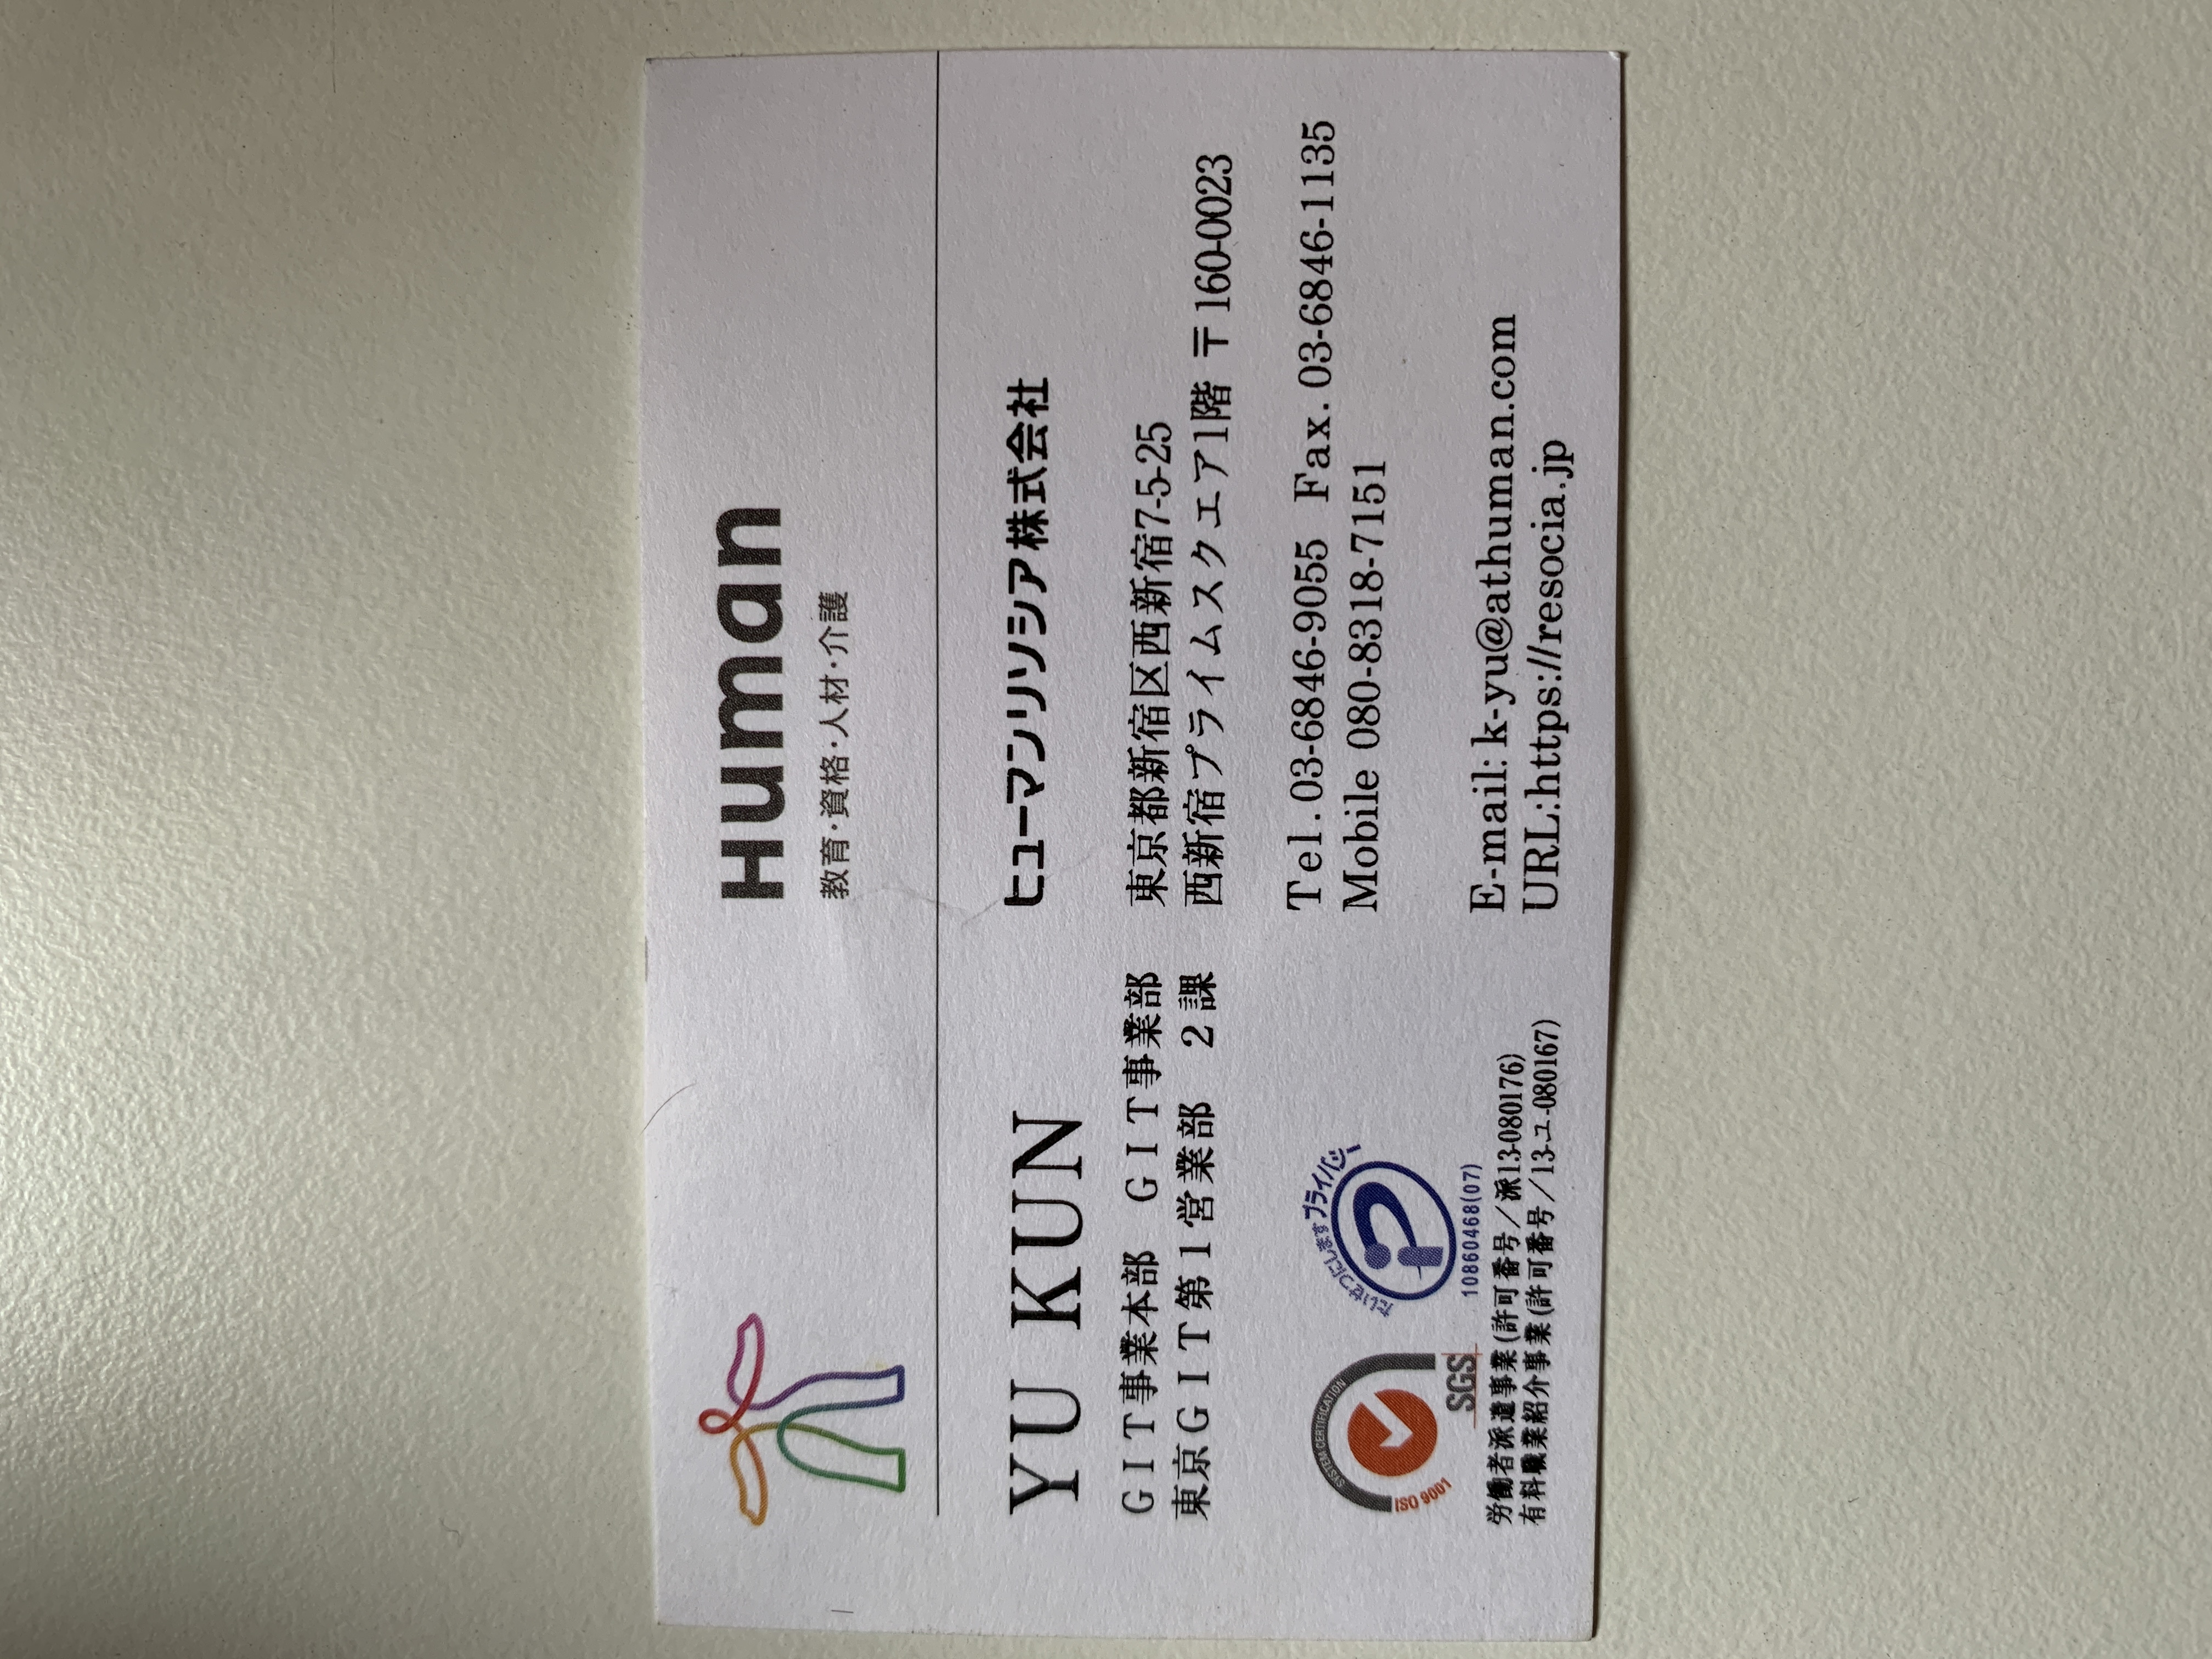 Human
教育･資格･人材･介護
YU KUN
ＧＩＴ事業本部　ＧＩＴ事業部
東京ＧＩＴ第１営業部　２課
ヒューマンリソシア株式会社
東京都新宿区西新宿7-5-25
西新宿プライムスクエア1階 〒160-0023
Tel. 03-6846-9055 Fax. 03-6846-1135
Mobile 080-8318-7151
E-mail: k-yu@athuman.com
URL:https://resocia.jp
SYSTEM CERTIFICATION
ISO 9001
SGS
たいせつにしますプライバシー
10860468(07)
労働者派遣事業(許可番号／派13-080176)
有料職業紹介事業(許可番号／13-ユ-080167)